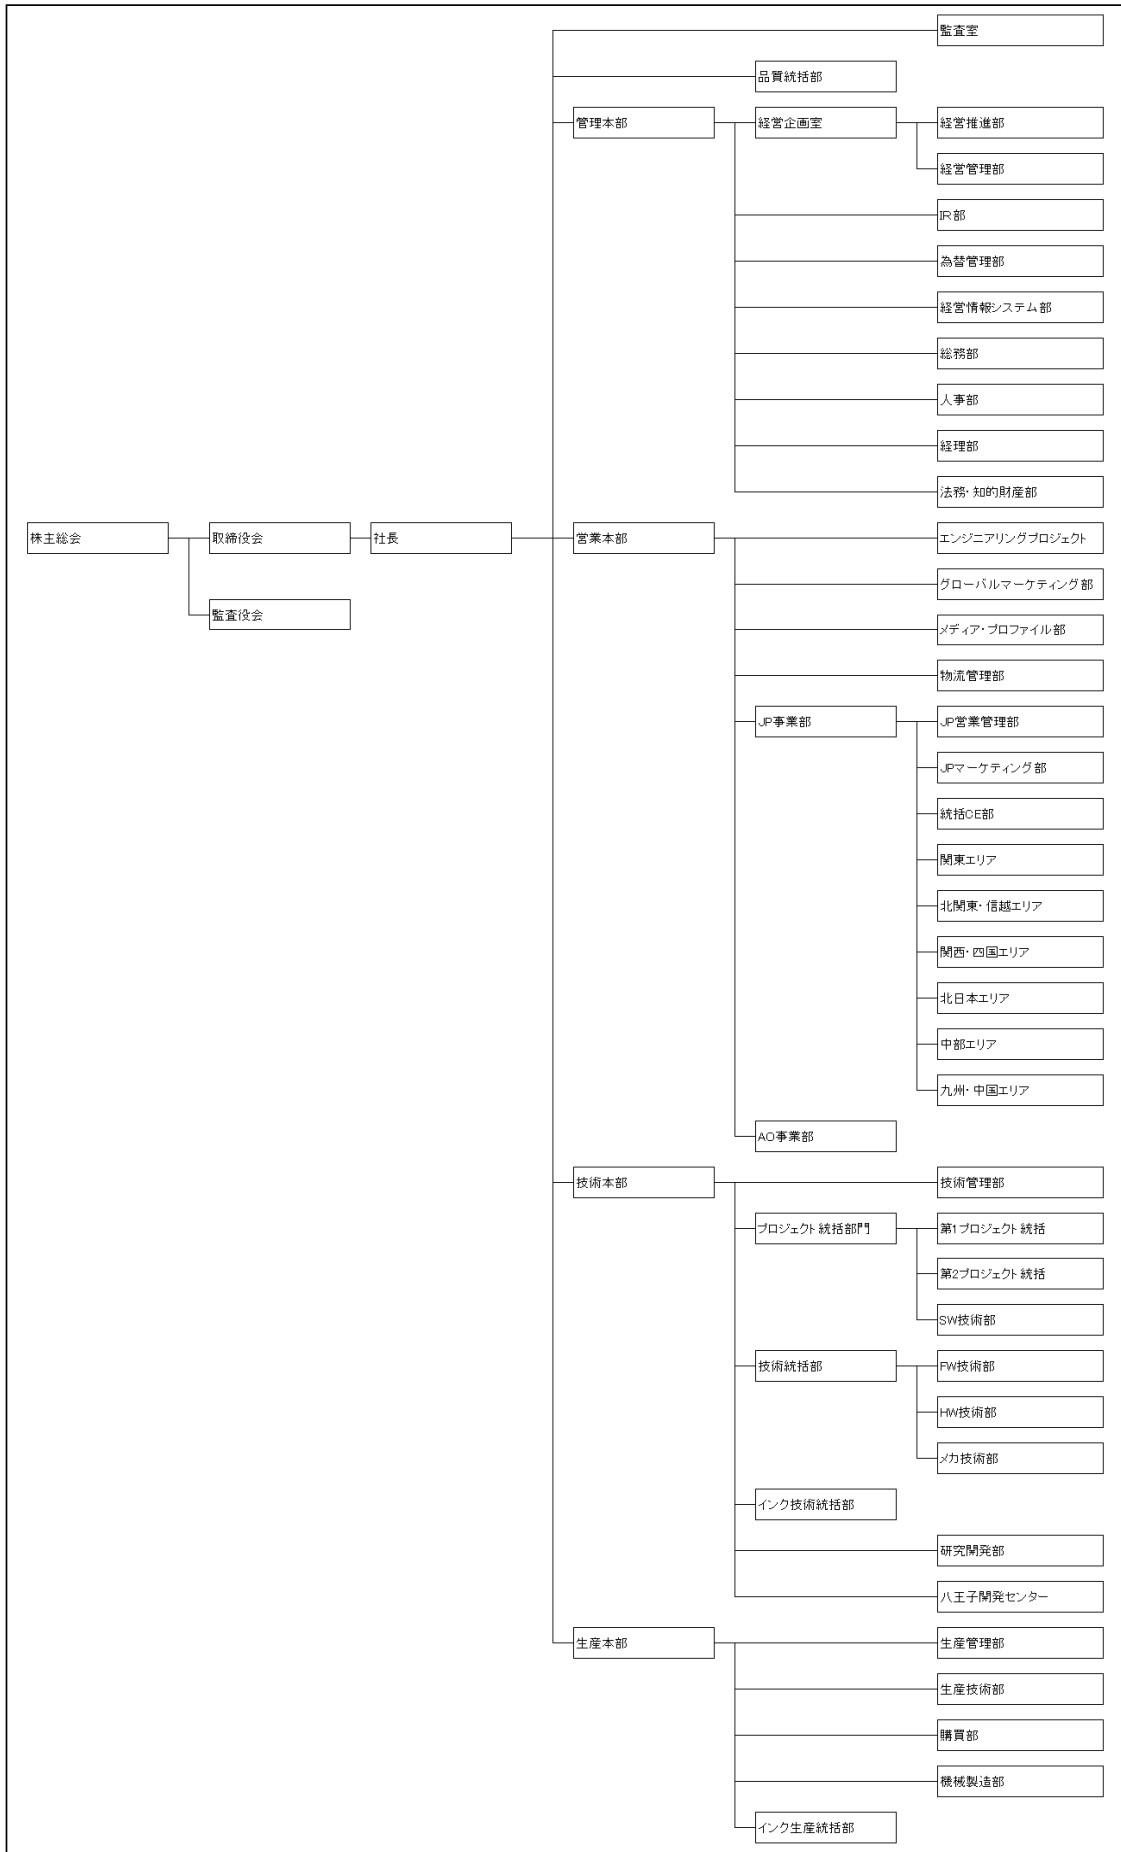 監査室
品質統括部
管理本部
経営企画室
経営推進部
経営管理部
IR部
為替管理部
経営情報システム部
総務部
人事部
経理部
法務・知的財産部
株主総会
取締役会
社長
営業本部
エンジニアリングプロジェクト
グローバルマーケティング部
監査役会
メディア・プロファイル部
物流管理部
JP事業部
JP営業管理部
JPマーケティング部
統括CE部
関東エリア
北関東・信越エリア
関西・四国エリア
北日本エリア
中部エリア
九州・中国エリア
AO事業部
技術本部
技術管理部
プロジェクト統括部門
第1プロジェクト統括
第2プロジェクト統括
SW技術部
技術統括部
FW技術部
HW技術部
メカ技術部
インク技術統括部
研究開発部
八王子開発センター
生産本部
生産管理部
生産技術部
購買部
機械製造部
インク生産統括部